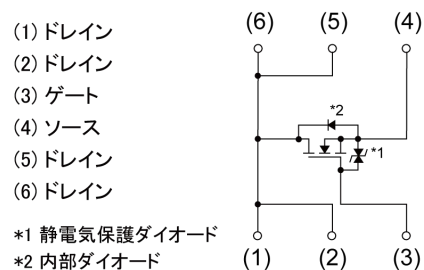 (1) ドレイン
(2) ドレイン
(3) ゲート
(4) ソース
(5) ドレイン
(6) ドレイン
*1 静電気保護ダイオード
*2 内部ダイオード
(6) (5) (4)
*2
*1
(1) (2) (3)